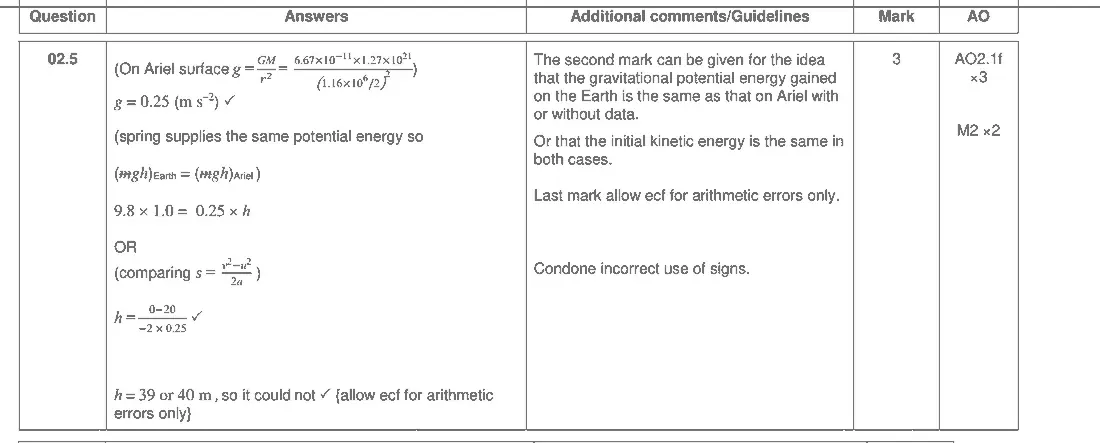 Question Answers Additional comments/Guidelines Mark AO
02.5
(On Ariel surface g = GM/r² = 6.67×10⁻¹¹×1.27×10²¹/(1.16×10⁶/2)²)
g = 0.25 (m s⁻²) ✓
(spring supplies the same potential energy so
(mgh)Earth = (mgh)Ariel)
9.8 × 1.0 = 0.25 × h
OR
(comparing s = v²−u²/2a)
h = 0−20/−2 × 0.25 ✓
h = 39 or 40 m, so it could not ✓ {allow ecf for arithmetic
errors only}
The second mark can be given for the idea
that the gravitational potential energy gained
on the Earth is the same as that on Ariel with
or without data.
Or that the initial kinetic energy is the same in
both cases.
Last mark allow ecf for arithmetic errors only.
Condone incorrect use of signs.
3
AO2.1f
×3
M2 ×2